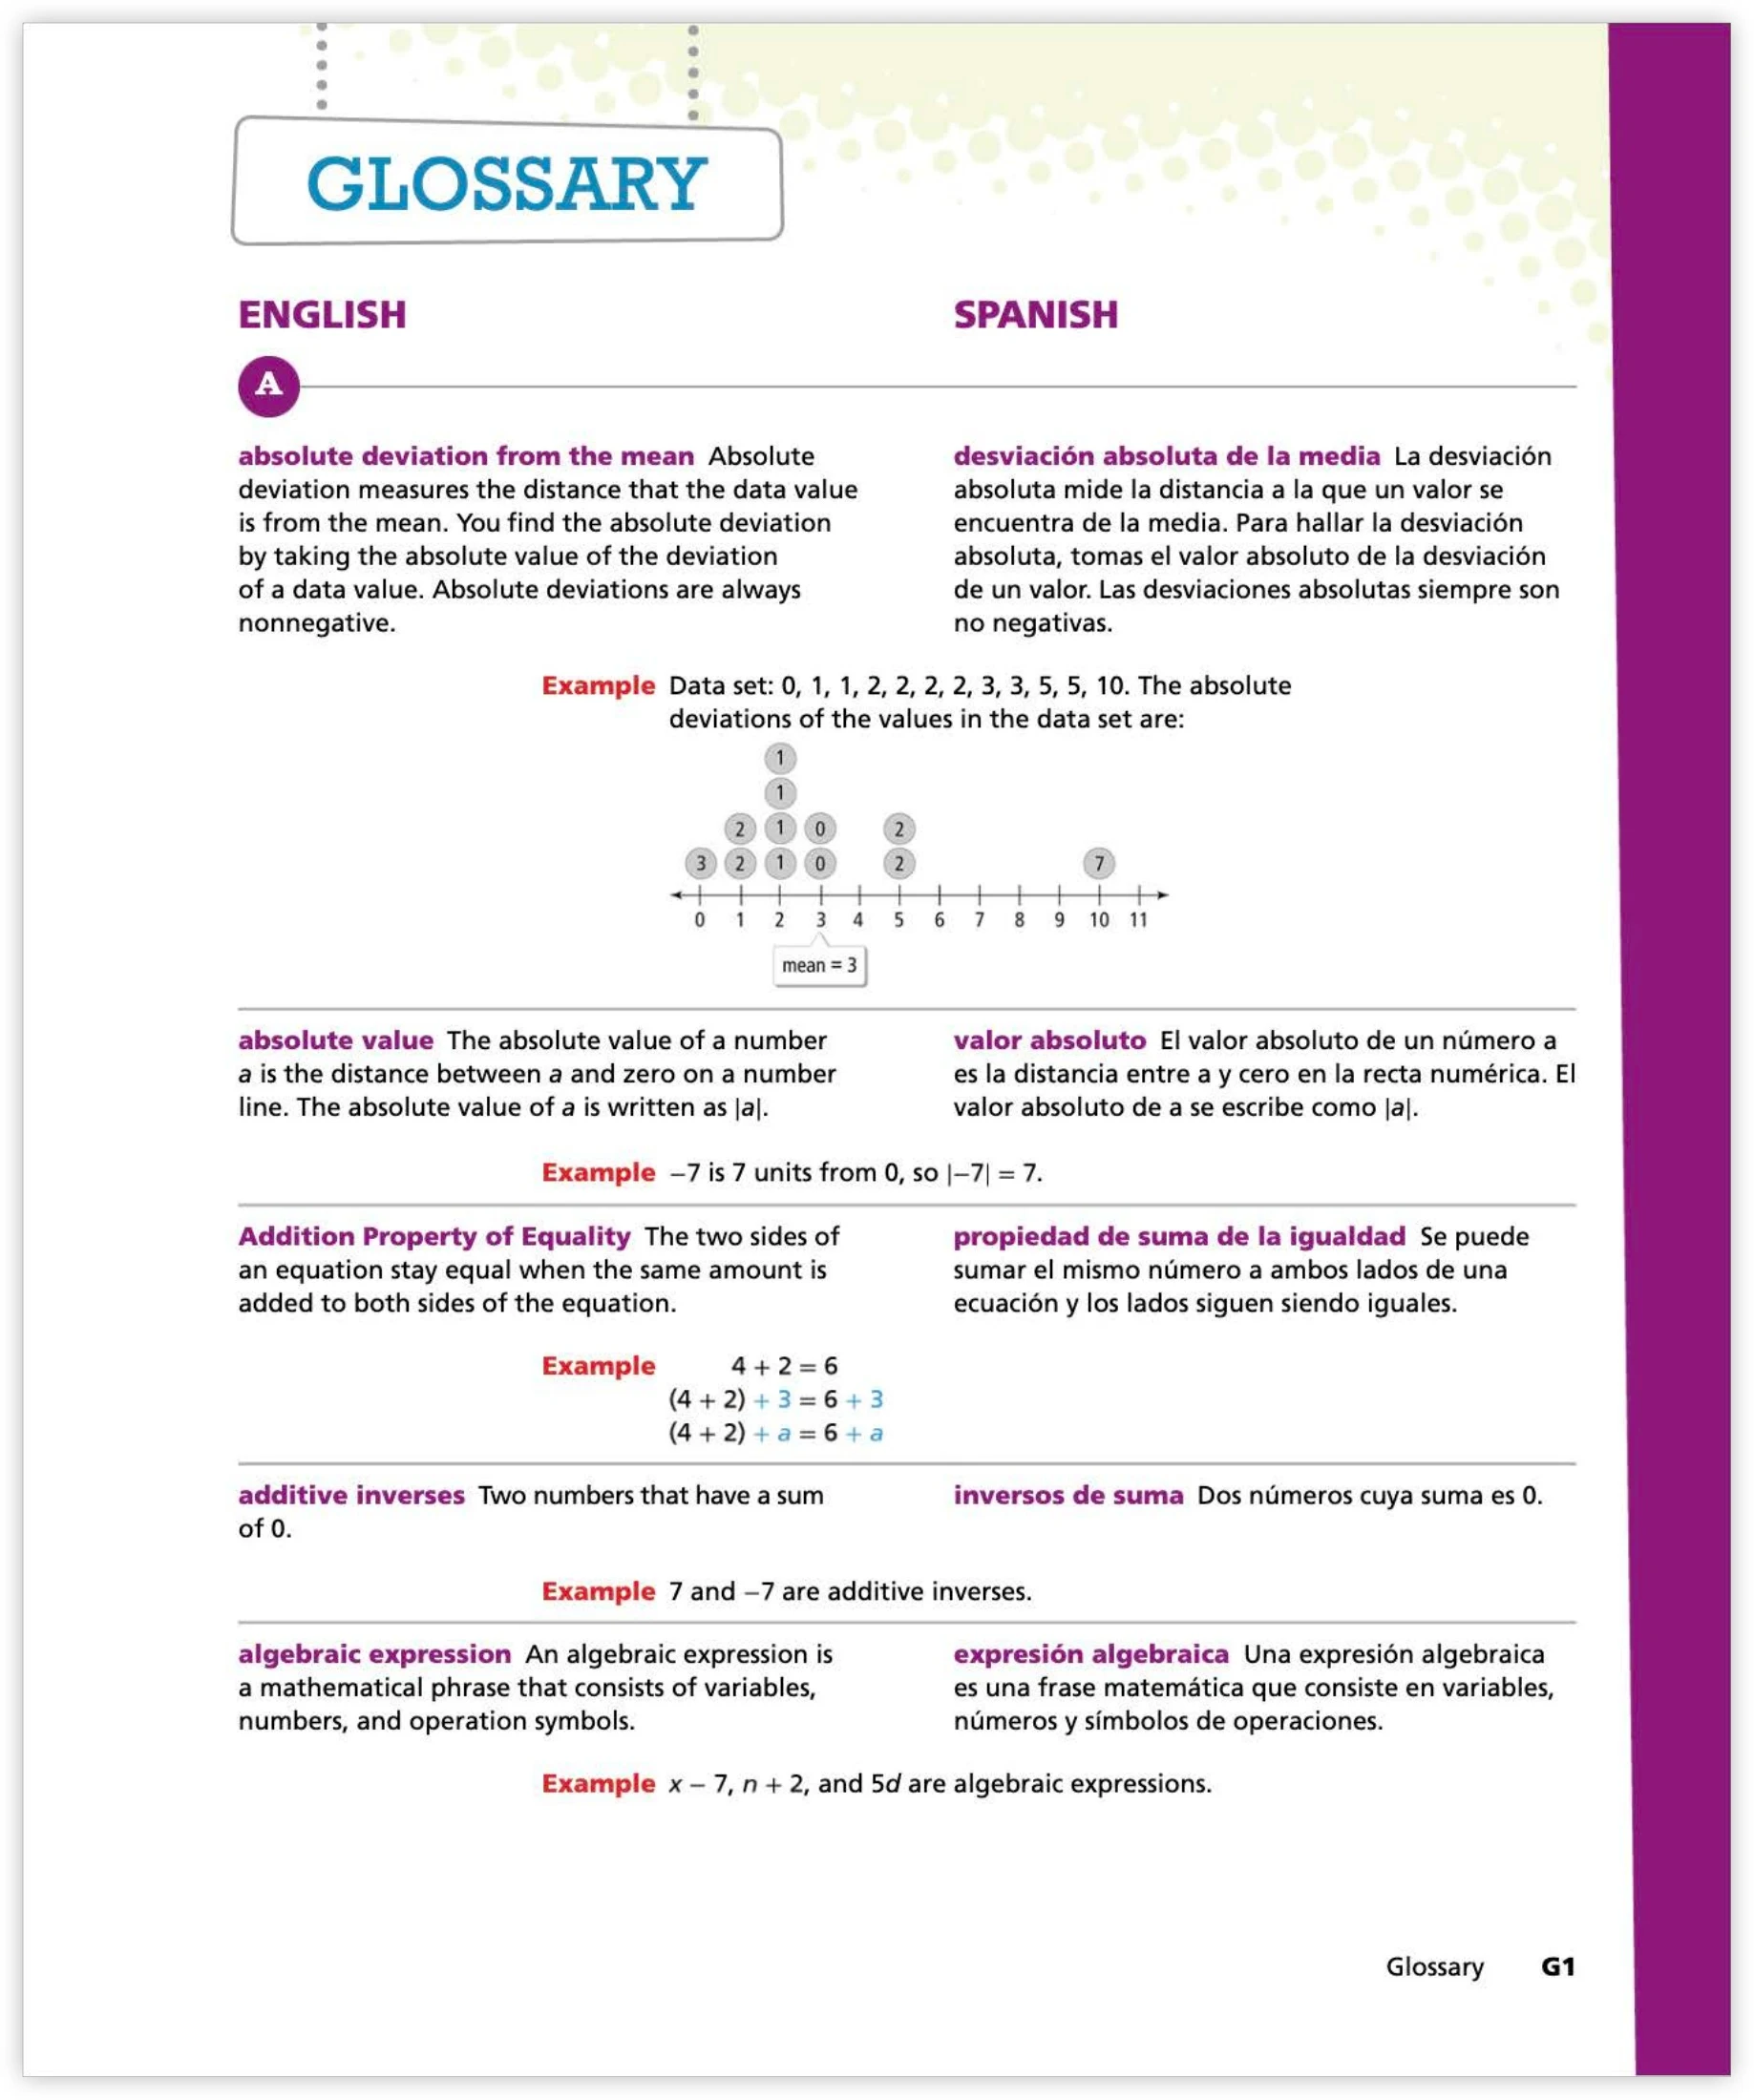 GLOSSARY
ENGLISH
SPANISH
A
absolute deviation from the mean Absolute
deviation measures the distance that the data value
is from the mean. You find the absolute deviation
by taking the absolute value of the deviation
of a data value. Absolute deviations are always
nonnegative.
desviación absoluta de la media La desviación
absoluta mide la distancia a la que un valor se
encuentra de la media. Para hallar la desviación
absoluta, tomas el valor absoluto de la desviación
de un valor. Las desviaciones absolutas siempre son
no negativas.
Example Data set: 0, 1, 1, 2, 2, 2, 2, 3, 3, 5, 5, 10. The absolute
deviations of the values in the data set are:
1
1
2 1 0 2
3 2 1 0 2 7
0 1 2 3 4 5 6 7 8 9 10 11
mean = 3
absolute value The absolute value of a number
a is the distance between a and zero on a number
line. The absolute value of a is written as |a|.
valor absoluto El valor absoluto de un número a
es la distancia entre a y cero en la recta numérica. El
valor absoluto de a se escribe como |a|.
Example –7 is 7 units from 0, so |–7| = 7.
Addition Property of Equality The two sides of
an equation stay equal when the same amount is
added to both sides of the equation.
propiedad de suma de la igualdad Se puede
sumar el mismo número a ambos lados de una
ecuación y los lados siguen siendo iguales.
Example 4 + 2 = 6
(4 + 2) + 3 = 6 + 3
(4 + 2) + a = 6 + a
additive inverses Two numbers that have a sum
of 0.
inversos de suma Dos números cuya suma es 0.
Example 7 and –7 are additive inverses.
algebraic expression An algebraic expression is
a mathematical phrase that consists of variables,
numbers, and operation symbols.
expresión algebraica Una expresión algebraica
es una frase matemática que consiste en variables,
números y símbolos de operaciones.
Example x – 7, n + 2, and 5d are algebraic expressions.
Glossary G1